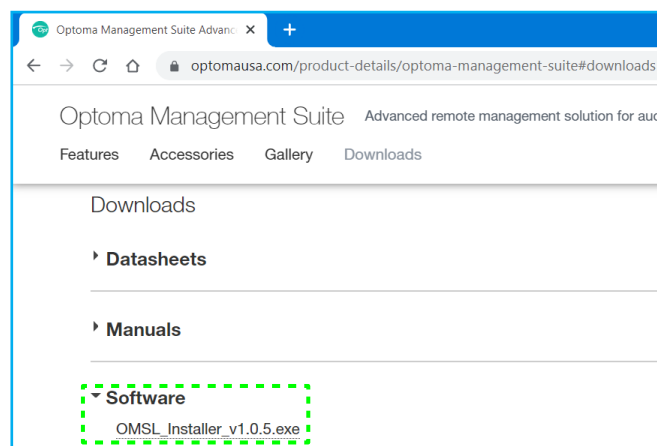 Optoma Management Suite Advanc
optomausa.com/product-details/optoma-management-suite#downloads
Optoma Management Suite Advanced remote management solution for aud
Features Accessories Gallery Downloads
Downloads
Datasheets
Manuals
Software
OMSL_Installer_v1.0.5.exe